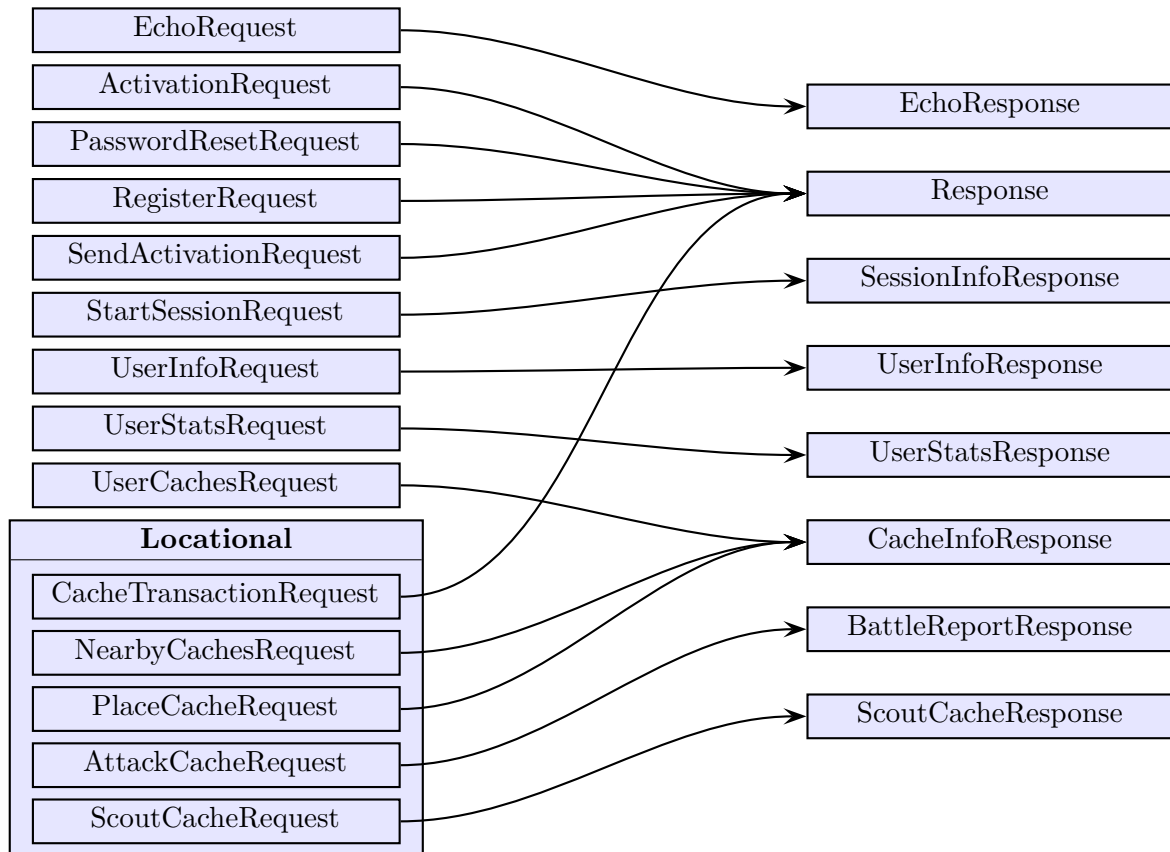 EchoRequest
ActivationRequest
PasswordResetRequest
RegisterRequest
SendActivationRequest
StartSessionRequest
UserInfoRequest
UserStatsRequest
UserCachesRequest
Locational
CacheTransactionRequest
NearbyCachesRequest
PlaceCacheRequest
AttackCacheRequest
ScoutCacheRequest
EchoResponse
Response
SessionInfoResponse
UserInfoResponse
UserStatsResponse
CacheInfoResponse
BattleReportResponse
ScoutCacheResponse